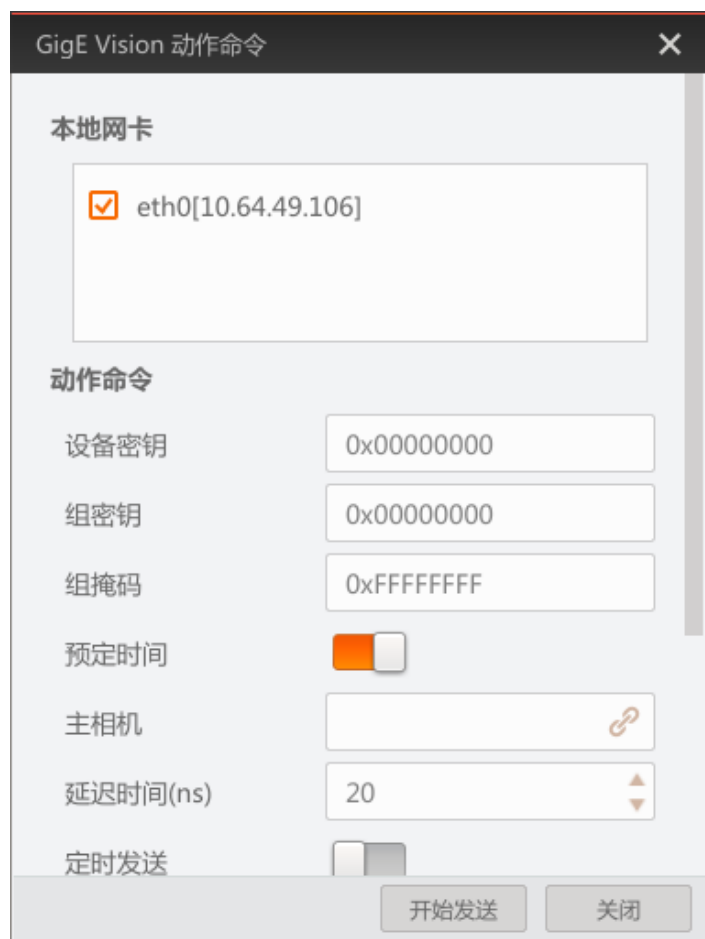 GigE Vision 动作命令
本地网卡
eth0[10.64.49.106]
动作命令
设备密钥 0x00000000
组密钥 0x00000000
组掩码 0xFFFFFFFF
预定时间
主相机
延迟时间(ns) 20
定时发送
开始发送 关闭